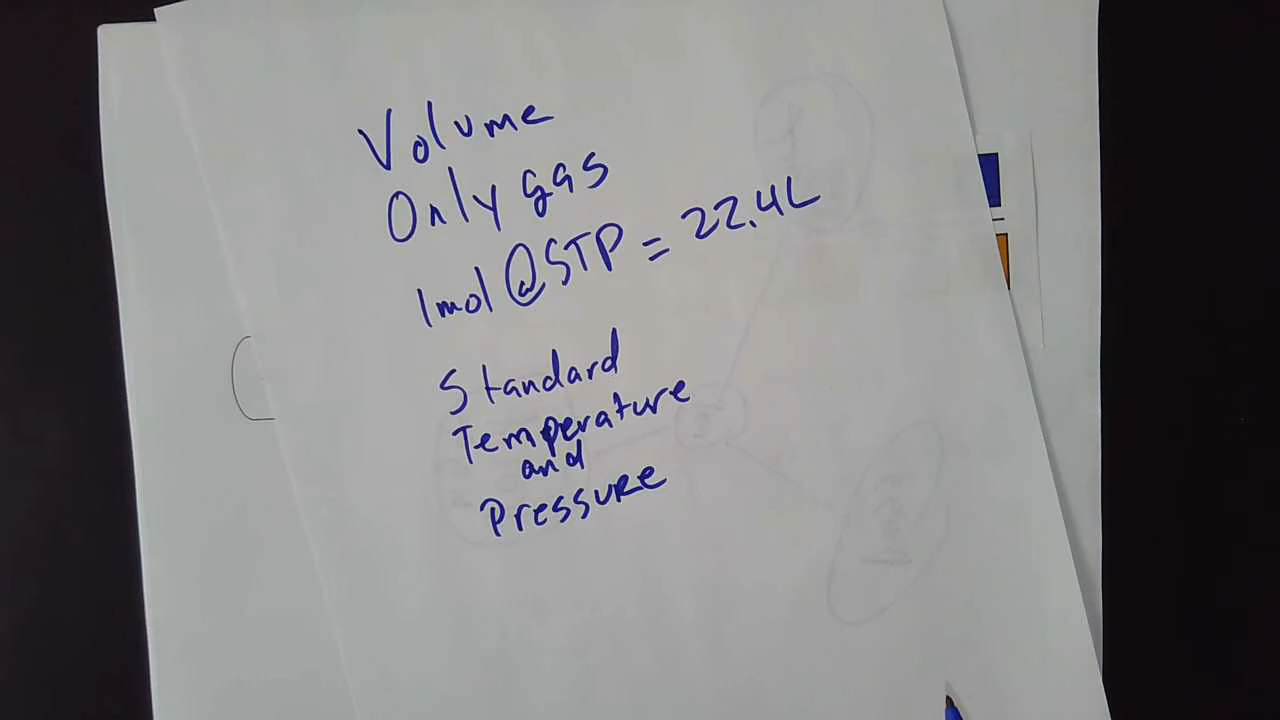 Volume
Only gas
1mol @ STP = 22.4L
Standard
Temperature
and
Pressure